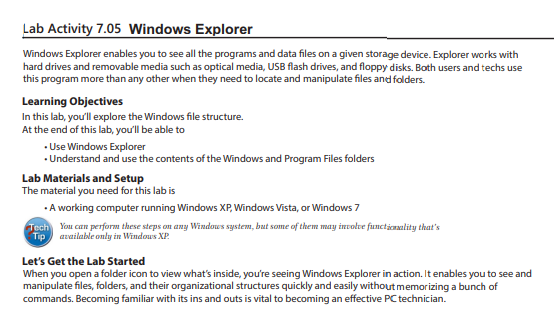 Lab Activity 7.05 Windows Explorer
Windows Explorer enables you to see all the programs and data files on a given storage device. Explorer works with
hard drives and removable media such as optical media, USB flash drives, and floppy disks. Both users and techs use
this program more than any other when they need to locate and manipulate files and folders.
Learning Objectives
In this lab, you'll explore the Windows file structure.
At the end of this lab, you'll be able to
• Use Windows Explorer
• Understand and use the contents of the Windows and Program Files folders
Lab Materials and Setup
The material you need for this lab is
• A working computer running Windows XP, Windows Vista, or Windows 7
Tech
Tip
You can perform these steps on any Windows system, but some of them may involve functionality that's
available only in Windows XP.
Let's Get the Lab Started
When you open a folder icon to view what's inside, you're seeing Windows Explorer in action. It enables you to see and
manipulate files, folders, and their organizational structures quickly and easily without memorizing a bunch of
commands. Becoming familiar with its ins and outs is vital to becoming an effective PC technician.